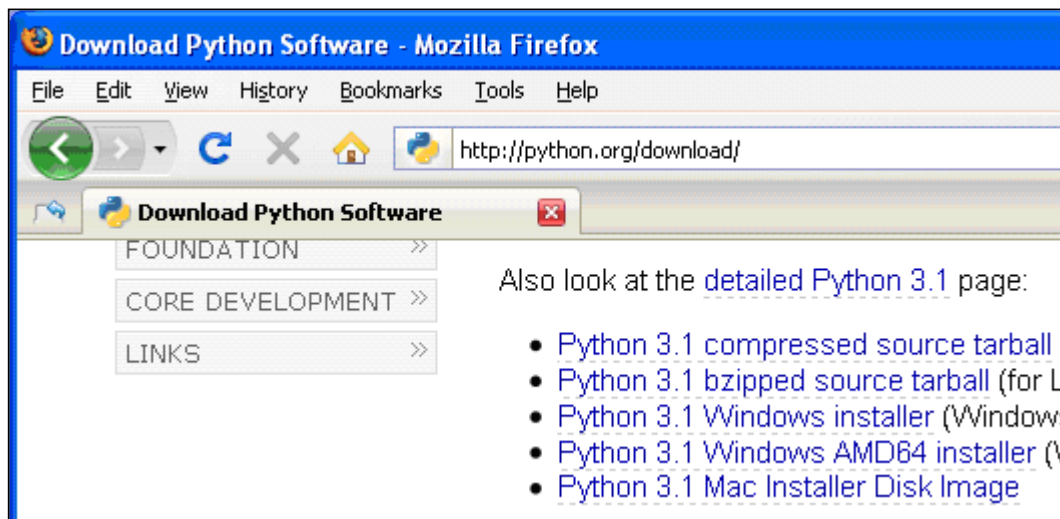 Download Python Software - Mozilla Firefox
File Edit View History Bookmarks Tools Help
http://python.org/download/
Download Python Software
FOUNDATION »
CORE DEVELOPMENT »
LINKS »
Also look at the detailed Python 3.1 page:
• Python 3.1 compressed source tarball
• Python 3.1 bzipped source tarball (for
• Python 3.1 Windows installer (Windows
• Python 3.1 Windows AMD64 installer (
• Python 3.1 Mac Installer Disk Image